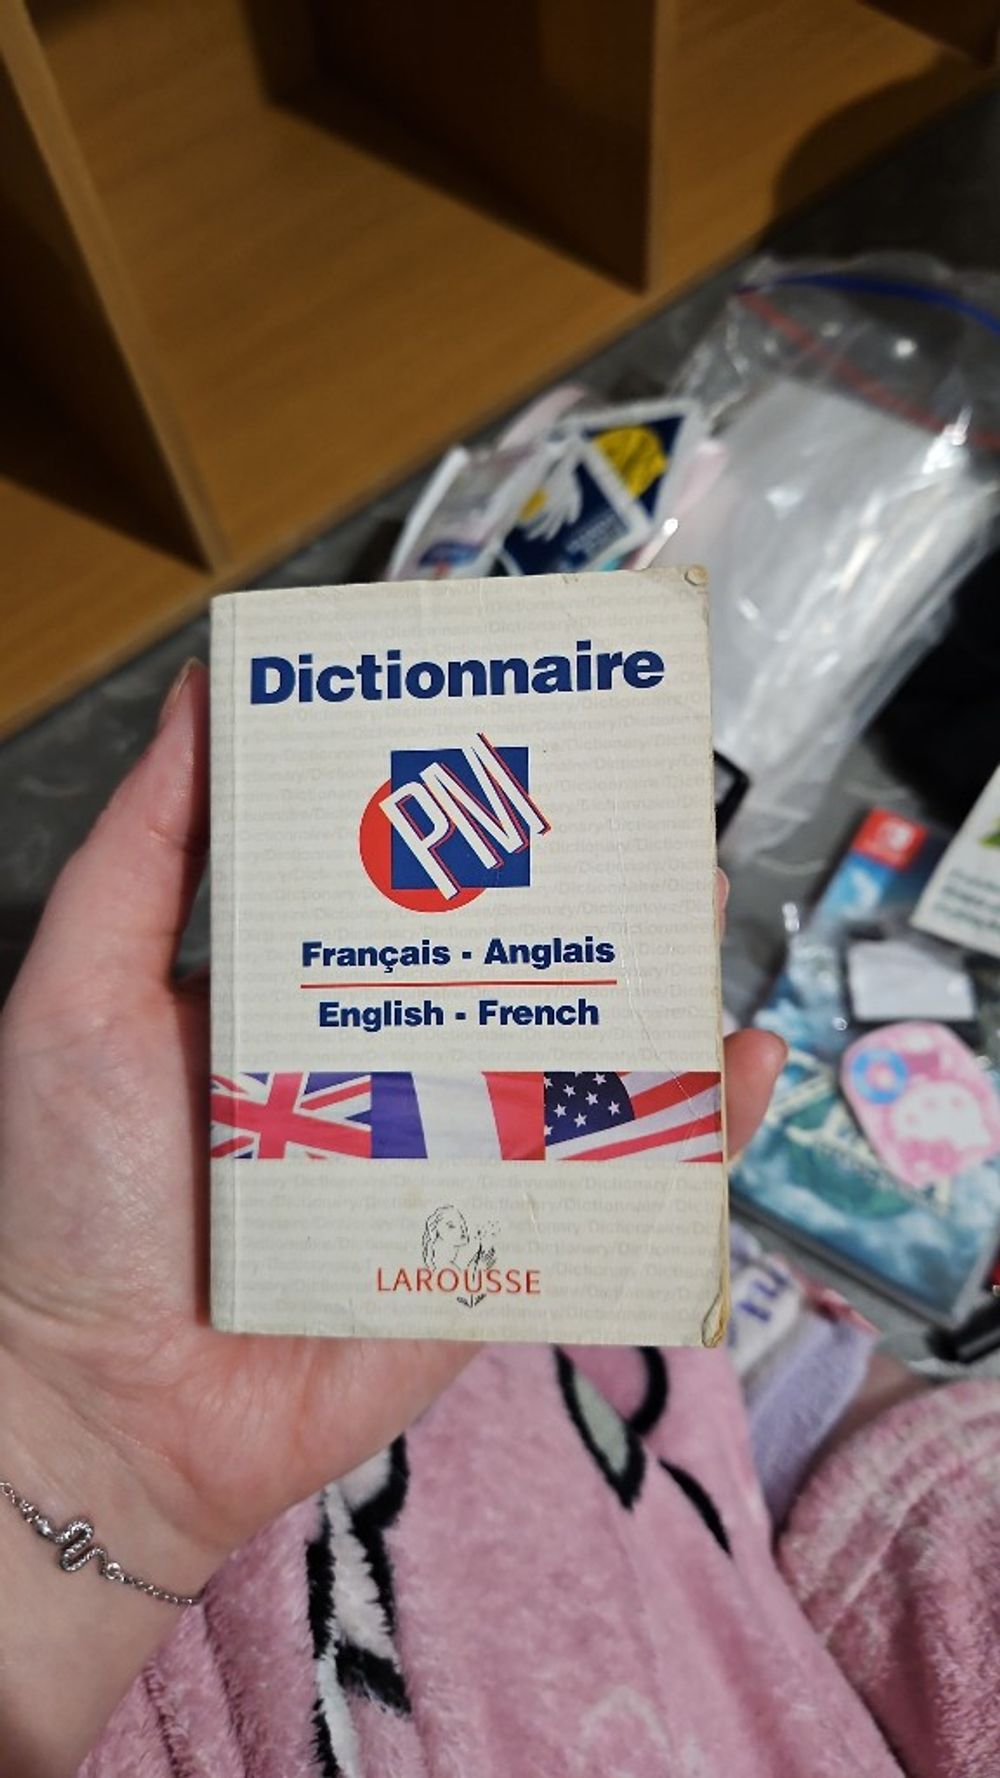 Dictionnaire
PM
Français - Anglais
English - French
LAROUSSE